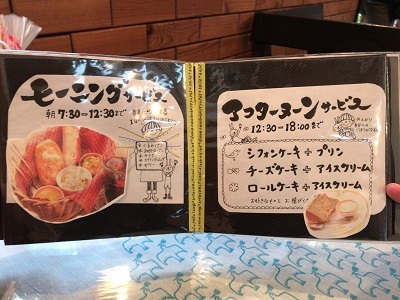 モーニングサービス
朝 7:30〜12:30まで
アフターヌーンサービス
12:30〜18:00まで
シフォンケーキ + プリン
チーズケーキ + アイスクリーム
ロールケーキ + アイスクリーム